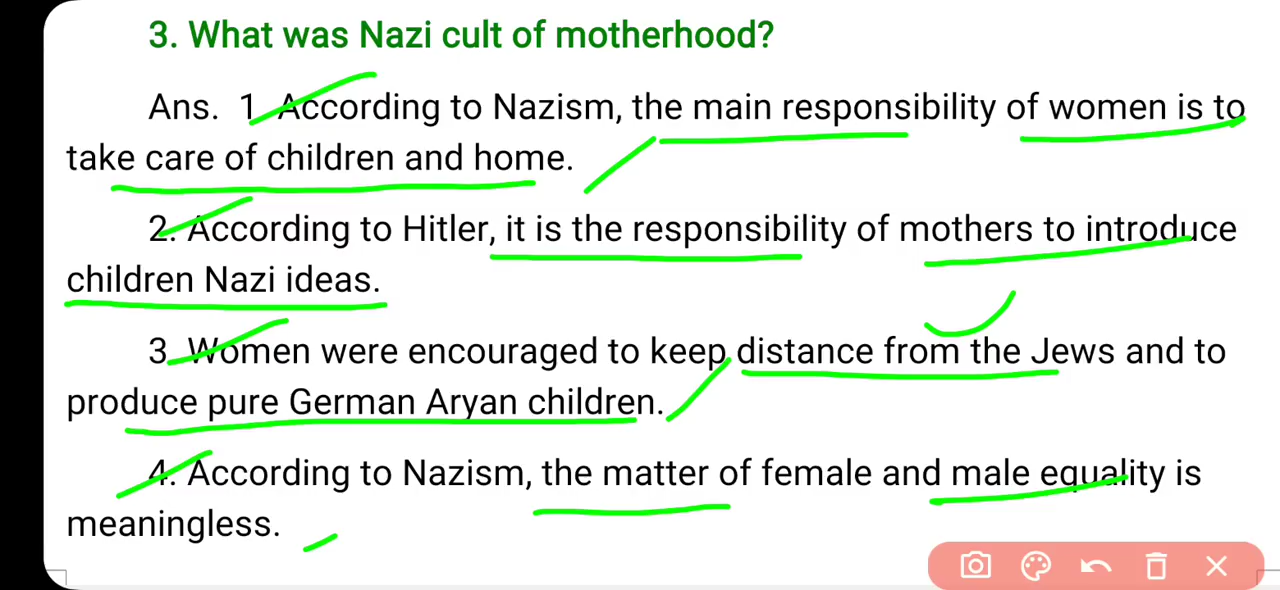 3. What was Nazi cult of motherhood?
Ans. 1. According to Nazism, the main responsibility of women is to
take care of children and home.
2. According to Hitler, it is the responsibility of mothers to introduce
children Nazi ideas.
3. Women were encouraged to keep distance from the Jews and to
produce pure German Aryan children.
4. According to Nazism, the matter of female and male equality is
meaningless.